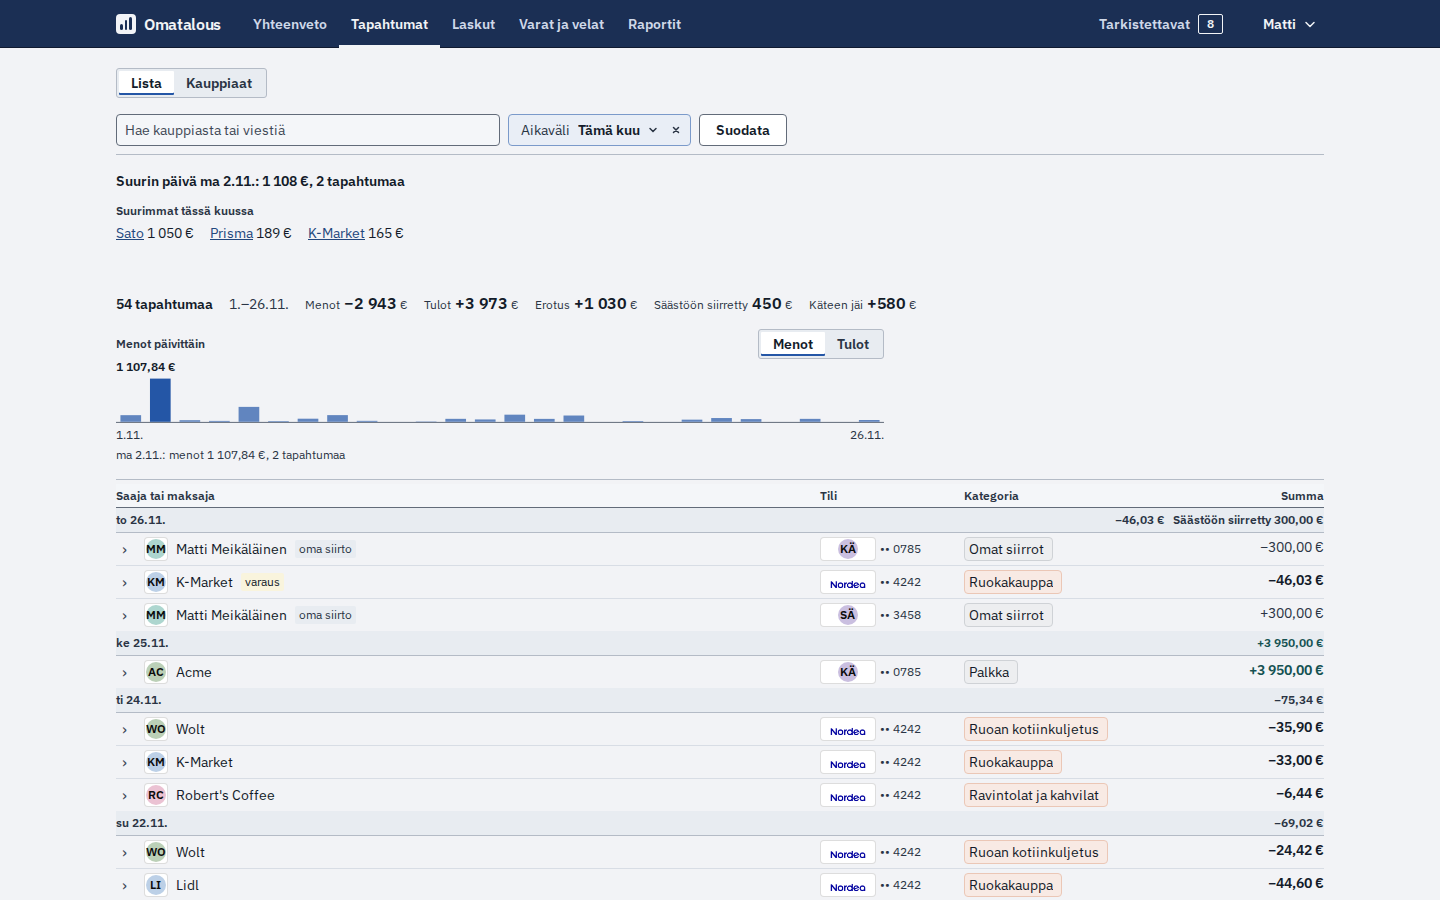 Omatalous Yhteenveto Tapahtumat Laskut Varat ja velat Raportit Tarkistettavat 8 Matti
Lista Kauppiaat
Hae kauppiasta tai viestiä Aikaväli Tämä kuu Suodata
Suurin päivä ma 2.11.: 1 108 €, 2 tapahtumaa
Suurimmat tässä kuussa
Sato 1 050 € Prisma 189 € K-Market 165 €
54 tapahtumaa 1.–26.11. Menot −2 943 € Tulot +3 973 € Erotus +1 030 € Säästöön siirretty 450 € Käteen jäi +580 €
Menot päivittäin Menot Tulot
1 107,84 €
1.11. 26.11.
ma 2.11.: menot 1 107,84 €, 2 tapahtumaa
Saaja tai maksaja Tili Kategoria Summa
to 26.11. −46,03 € Säästöön siirretty 300,00 €
MM Matti Meikäläinen oma siirto KÄ •• 0785 Omat siirrot −300,00 €
KM K-Market varaus Nordea •• 4242 Ruokakauppa −46,03 €
MM Matti Meikäläinen oma siirto SÄ •• 3458 Omat siirrot +300,00 €
ke 25.11. +3 950,00 €
AC Acme KÄ •• 0785 Palkka +3 950,00 €
ti 24.11. −75,34 €
WO Wolt Nordea •• 4242 Ruoan kotiinkuljetus −35,90 €
KM K-Market Nordea •• 4242 Ruokakauppa −33,00 €
RC Robert's Coffee Nordea •• 4242 Ravintolat ja kahvilat −6,44 €
su 22.11. −69,02 €
WO Wolt Nordea •• 4242 Ruoan kotiinkuljetus −24,42 €
LI Lidl Nordea •• 4242 Ruokakauppa −44,60 €